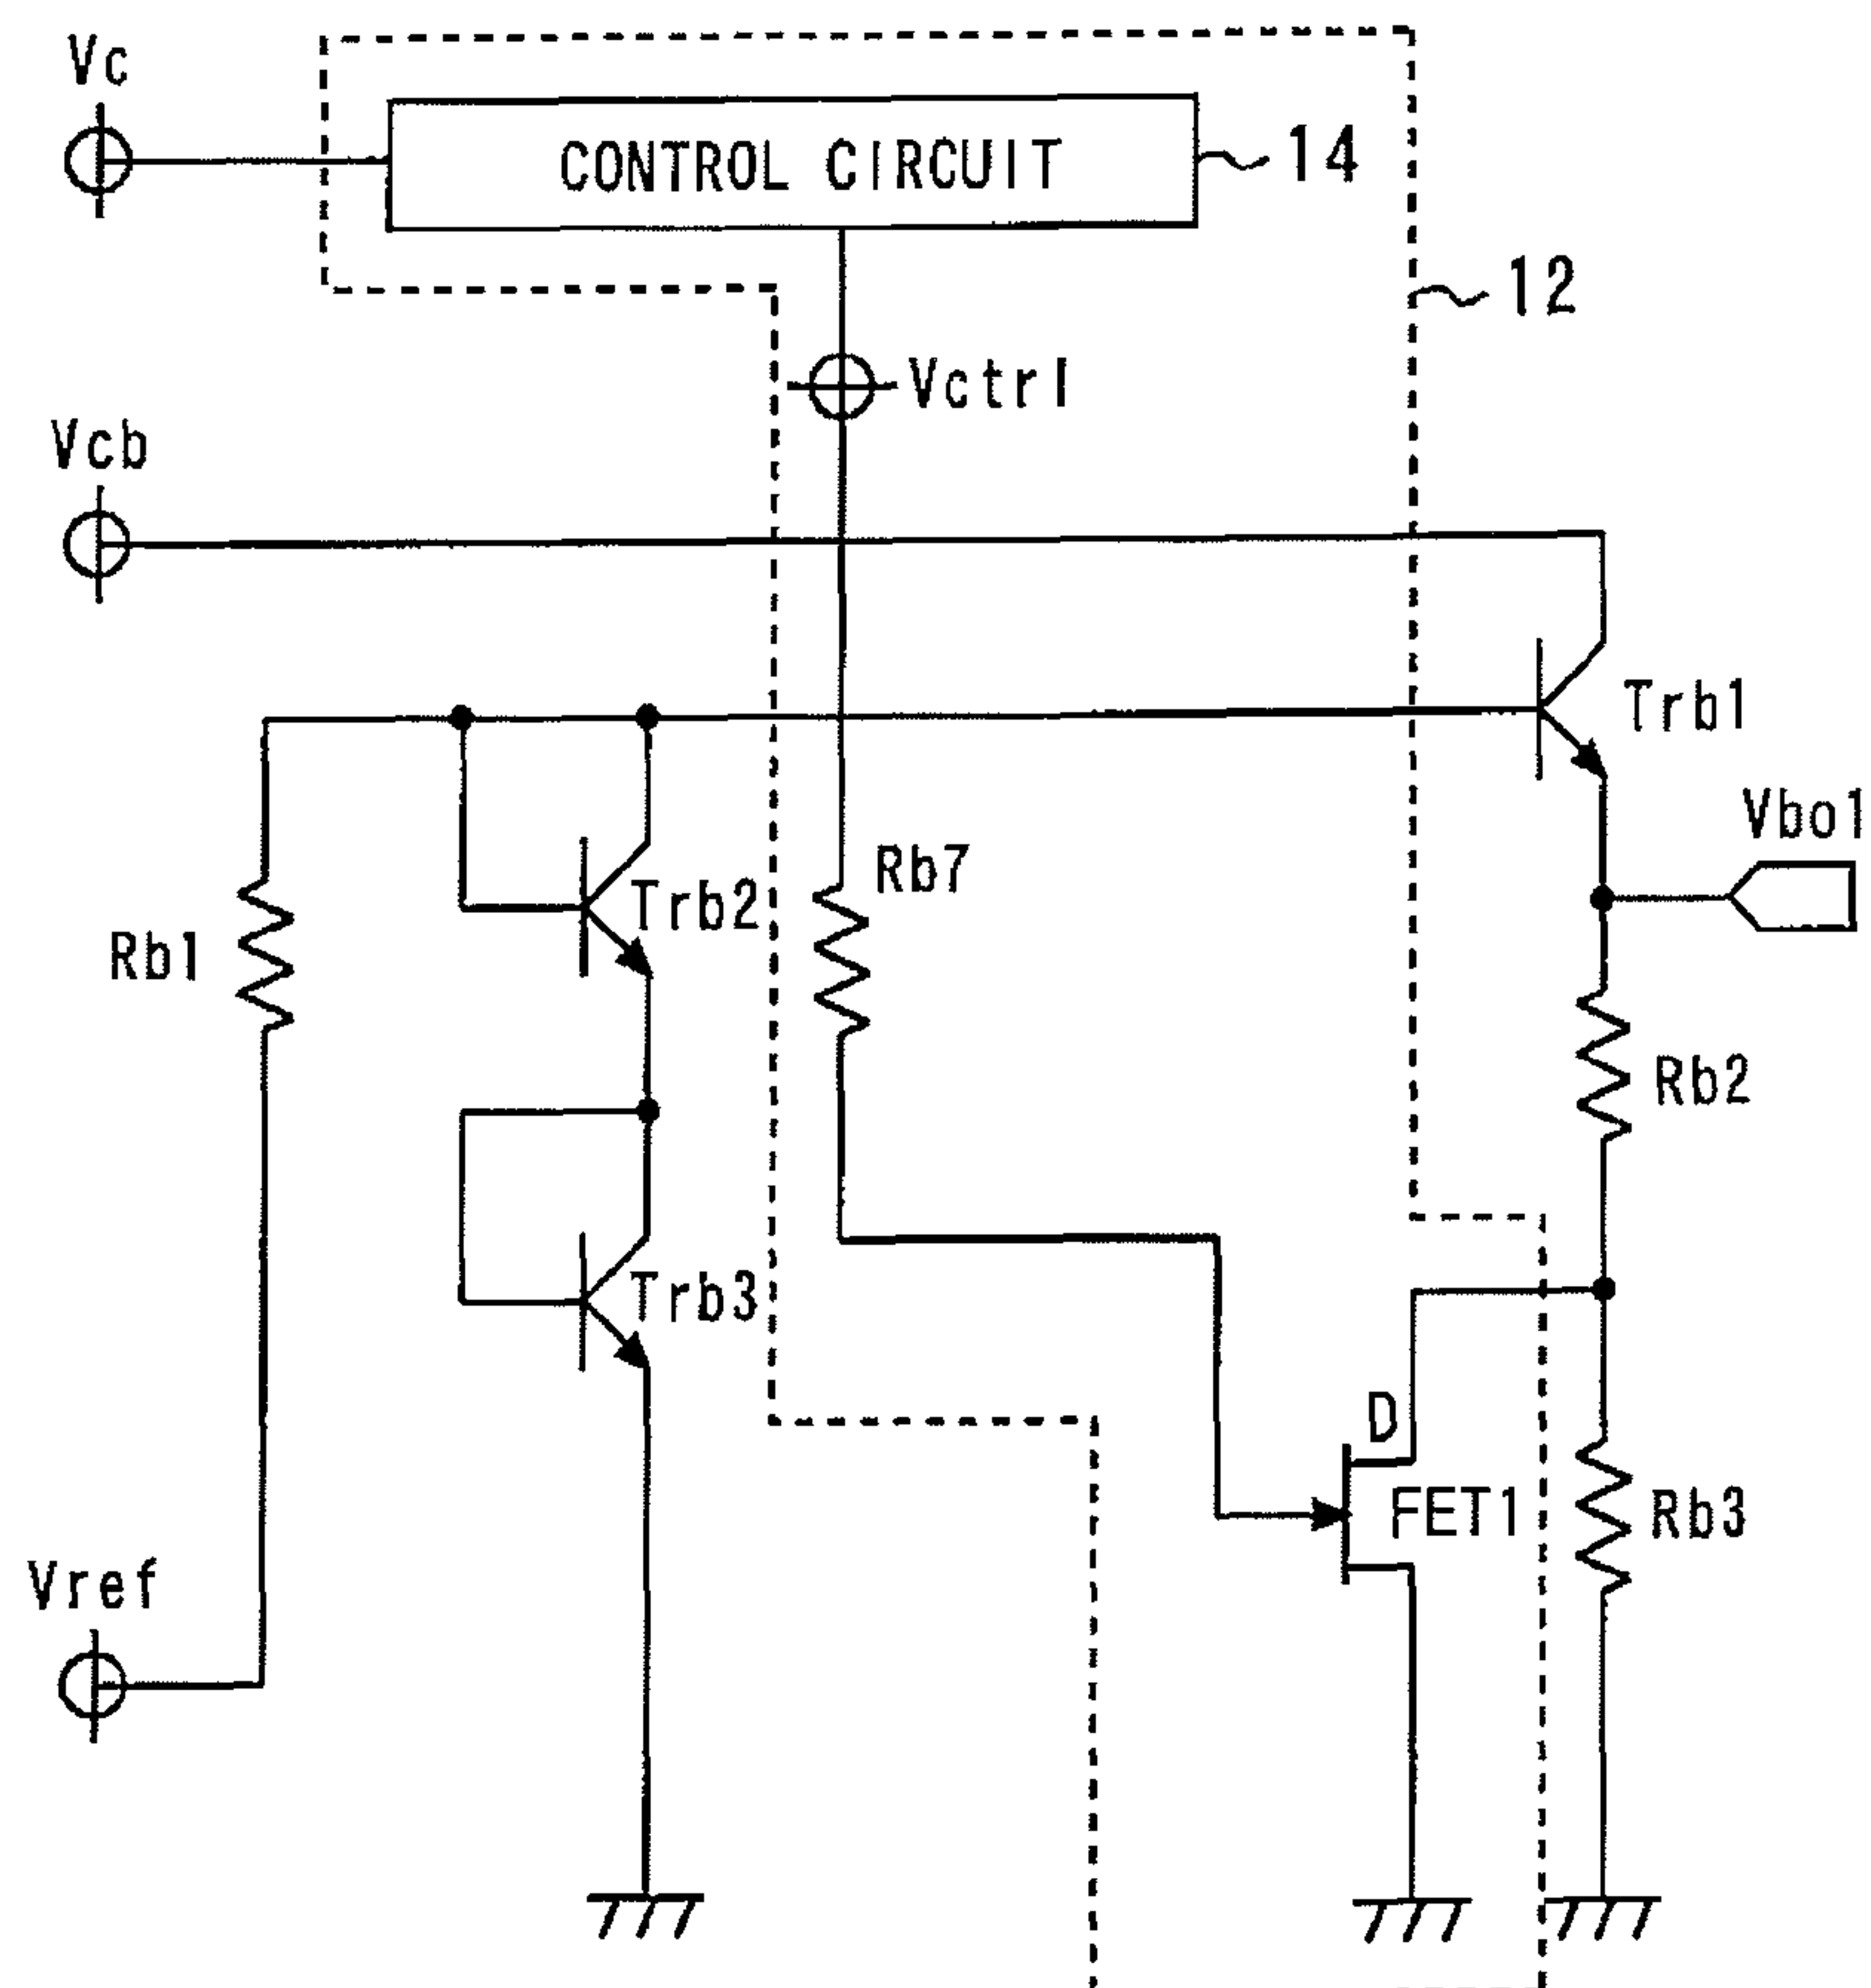 Vc
CONTROL CIRCUIT
14
12
Vctrl
Vcb
Trb1
Vbo1
Rb7
Trb2
Rb1
Rb2
Trb3
D
FET1
Rb3
Vref